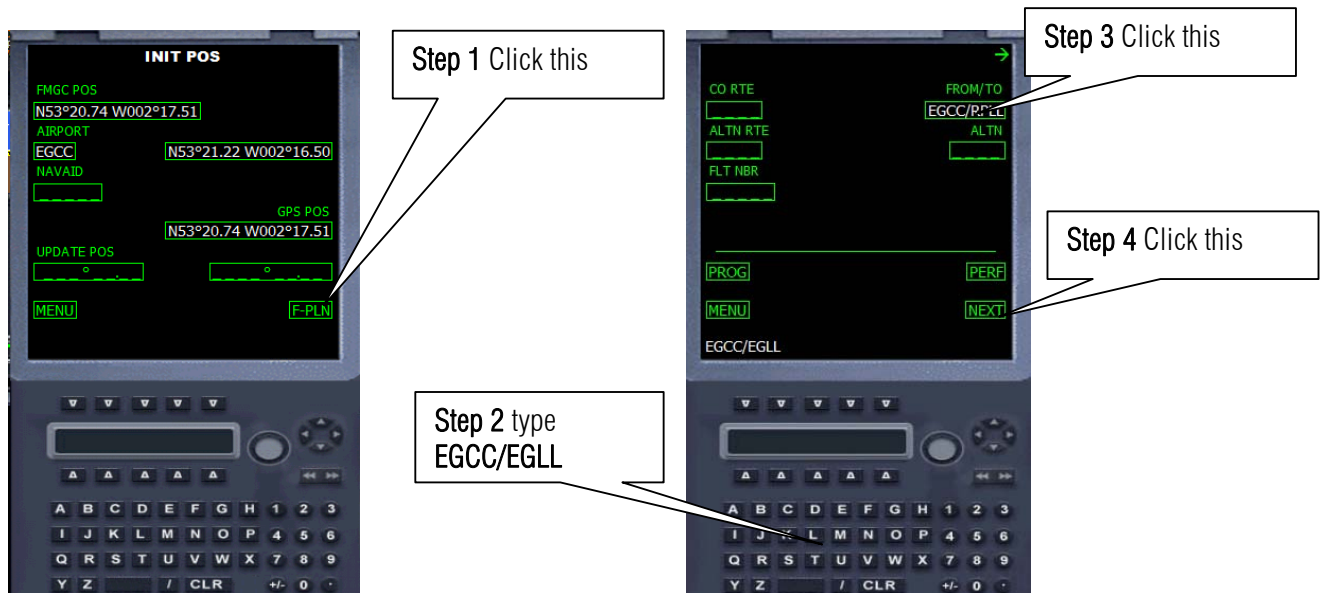 INIT POS
FMGC POS
N53°20.74 W002°17.51
AIRPORT
EGCC N53°21.22 W002°16.50
NAVAID
_ _ _ _ _
GPS POS
N53°20.74 W002°17.51
UPDATE POS
_ _ _ ° _ _._ _ _ _ _ _ ° _ _._ _
MENU F-PLN
A B C D E F G H 1 2 3
I J K L M N O P 4 5 6
Q R S T U V W X 7 8 9
Y Z / CLR +/- 0 ·
Step 1 Click this
Step 2 type
EGCC/EGLL
→
CO RTE FROM/TO
_ _ _ _ EGCC/RPLL
ALTN RTE ALTN
_ _ _ _ _ _ _ _
FLT NBR
_ _ _ _ _
PROG PERF
MENU NEXT
EGCC/EGLL
A B C D E F G H 1 2 3
I J K L M N O P 4 5 6
Q R S T U V W X 7 8 9
Y Z / CLR +/- 0 ·
Step 3 Click this
Step 4 Click this